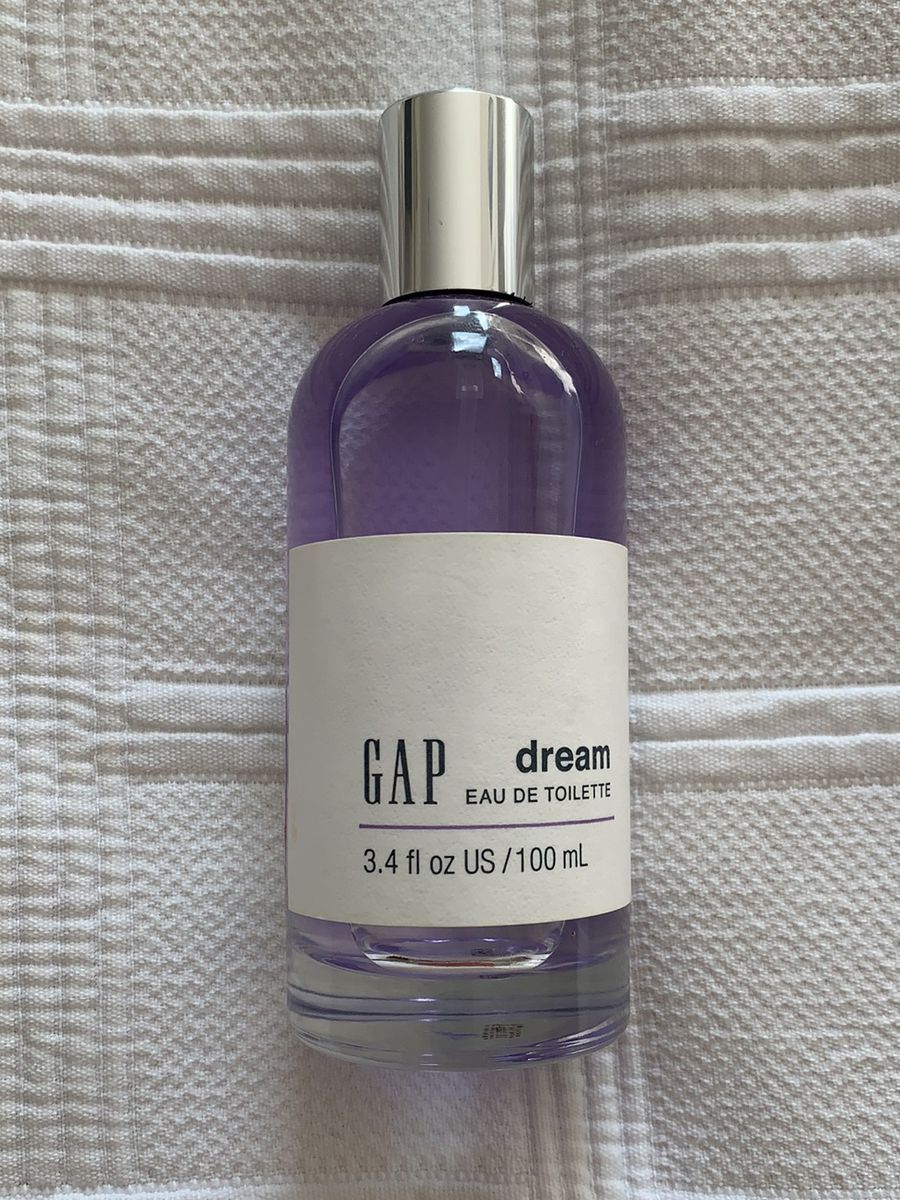 GAP dream
EAU DE TOILETTE
3.4 fl oz US / 100 mL